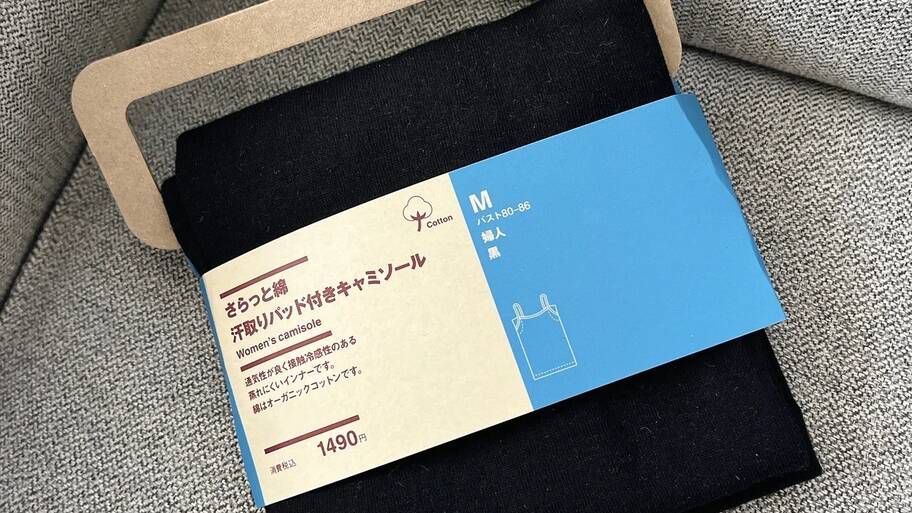 Cotton
さらっと綿
汗取りパッド付きキャミソール
Women's camisole
通気性が良く接触冷感性のある
蒸れにくいインナーです。
綿はオーガニックコットンです。
消費税込 1490円
M
バスト80-86
婦人
黒